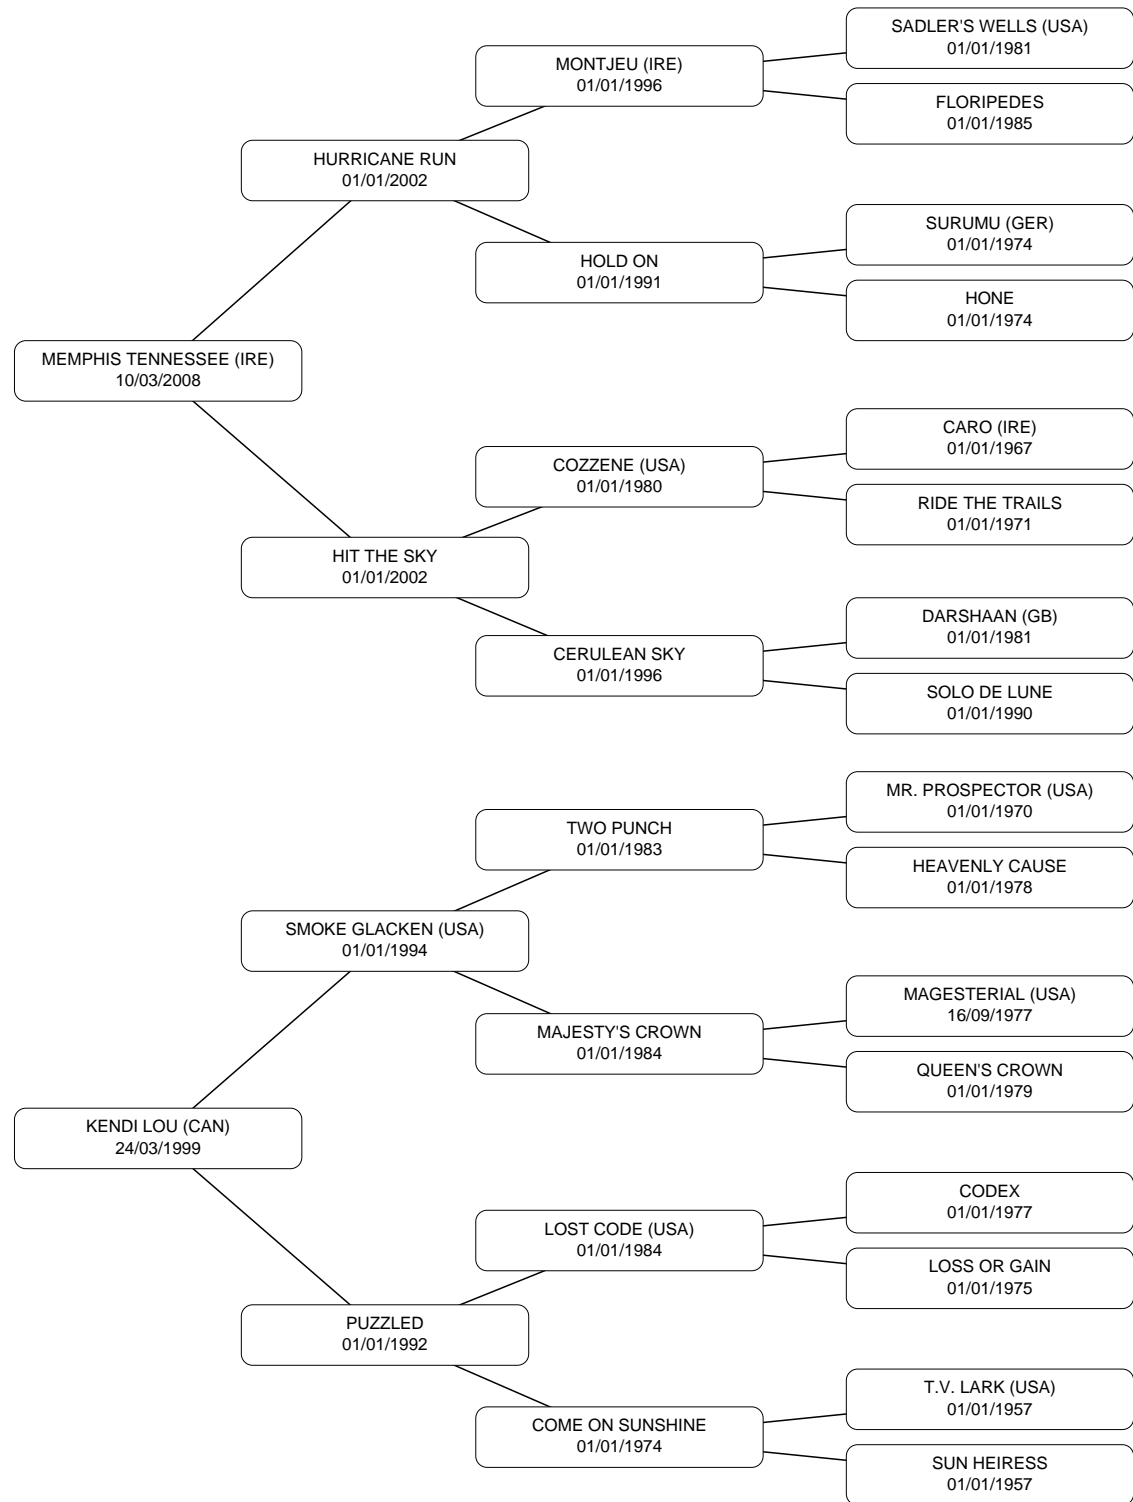 SADLER'S WELLS (USA)
01/01/1981
MONTJEU (IRE)
01/01/1996
FLORIPEDES
01/01/1985
HURRICANE RUN
01/01/2002
SURUMU (GER)
01/01/1974
HOLD ON
01/01/1991
HONE
01/01/1974
MEMPHIS TENNESSEE (IRE)
10/03/2008
CARO (IRE)
01/01/1967
COZZENE (USA)
01/01/1980
RIDE THE TRAILS
01/01/1971
HIT THE SKY
01/01/2002
DARSHAAN (GB)
01/01/1981
CERULEAN SKY
01/01/1996
SOLO DE LUNE
01/01/1990
MR. PROSPECTOR (USA)
01/01/1970
TWO PUNCH
01/01/1983
HEAVENLY CAUSE
01/01/1978
SMOKE GLACKEN (USA)
01/01/1994
MAGESTERIAL (USA)
16/09/1977
MAJESTY'S CROWN
01/01/1984
QUEEN'S CROWN
01/01/1979
KENDI LOU (CAN)
24/03/1999
CODEX
01/01/1977
LOST CODE (USA)
01/01/1984
LOSS OR GAIN
01/01/1975
PUZZLED
01/01/1992
T.V. LARK (USA)
01/01/1957
COME ON SUNSHINE
01/01/1974
SUN HEIRESS
01/01/1957